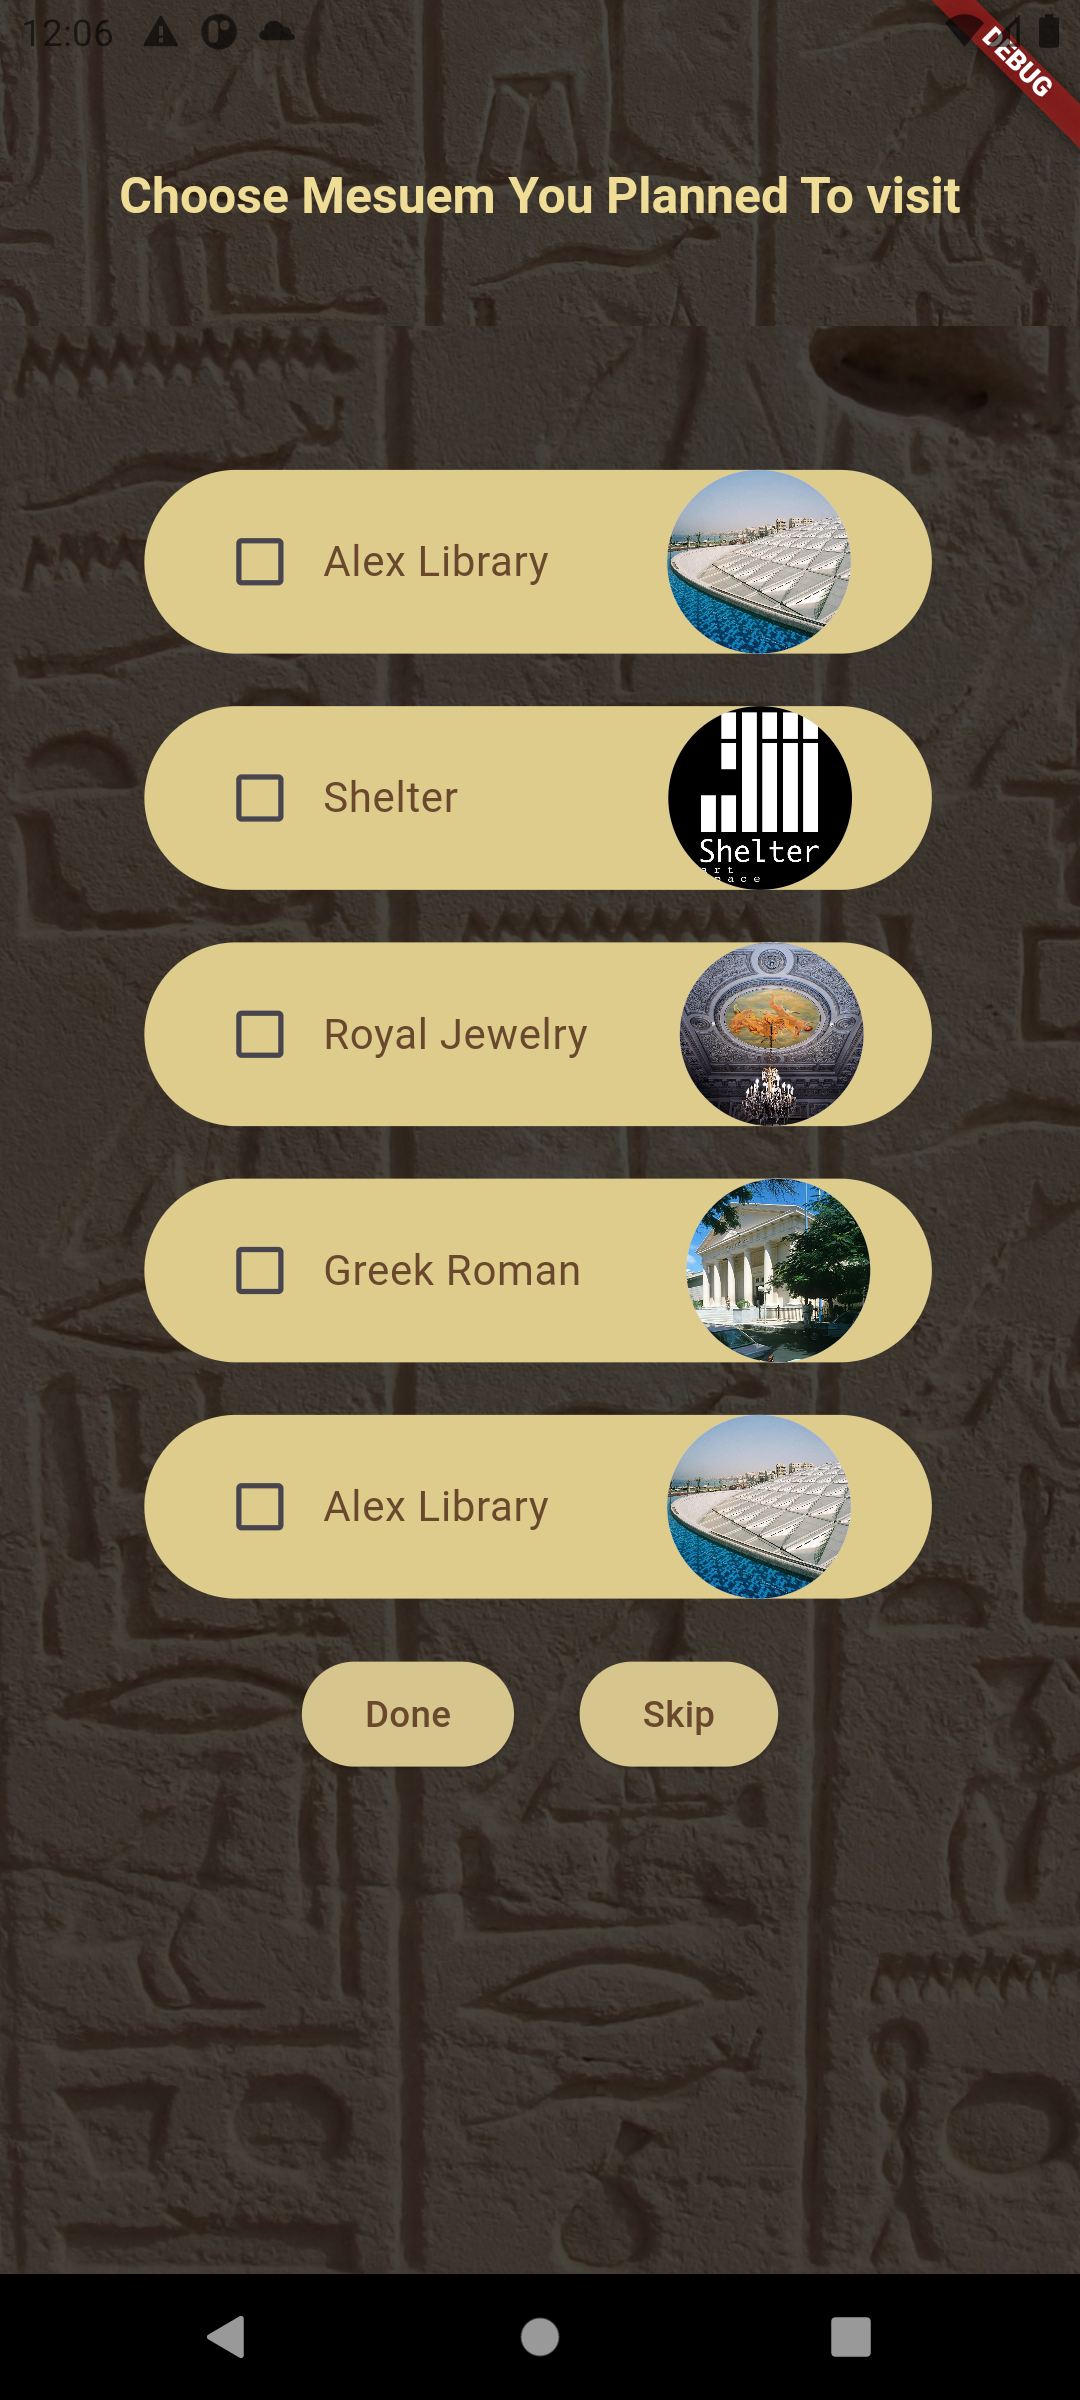 12:06
DEBUG
Choose Mesuem You Planned To visit
Alex Library
Shelter
Shelter
art
Royal Jewelry
Greek Roman
Alex Library
Done
Skip